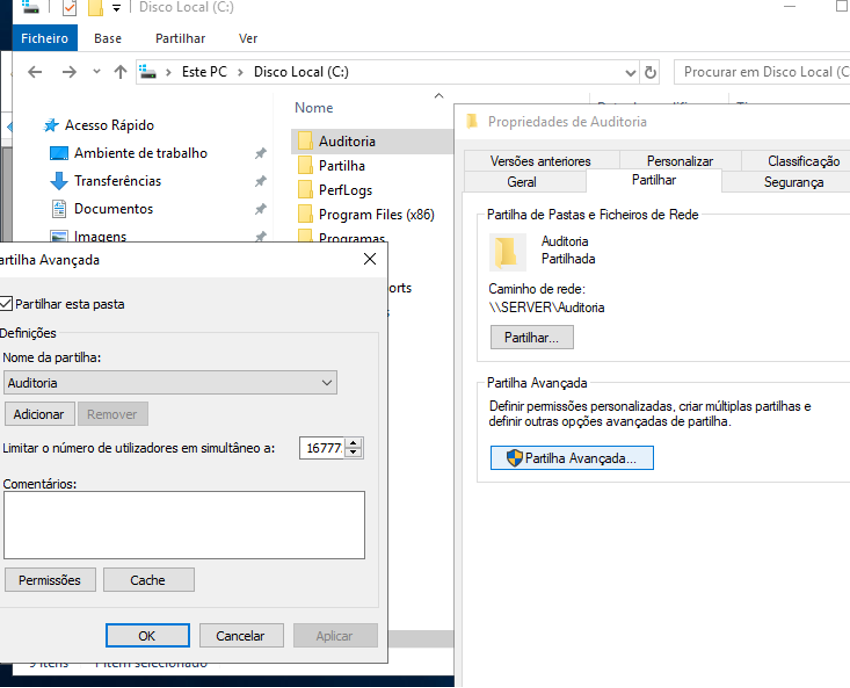 Disco Local (C:)
Ficheiro Base Partilhar Ver
Este PC > Disco Local (C:)
Procurar em Disco Local (C
Nome
Acesso Rápido
Ambiente de trabalho
Transferências
Documentos
Imagens
Auditoria
Partilha
PerfLogs
Program Files (x86)
Programas
orts
9 itens 1 item selecionado
artilha Avançada
Partilhar esta pasta
Definições
Nome da partilha:
Auditoria
Adicionar Remover
Limitar o número de utilizadores em simultâneo a: 16777
Comentários:
Permissões Cache
OK Cancelar Aplicar
Propriedades de Auditoria
Versões anteriores Personalizar Classificação
Geral Partilhar Segurança
Partilha de Pastas e Ficheiros de Rede
Auditoria
Partilhada
Caminho de rede:
\\SERVER\Auditoria
Partilhar...
Partilha Avançada
Definir permissões personalizadas, criar múltiplas partilhas e
definir outras opções avançadas de partilha.
Partilha Avançada...